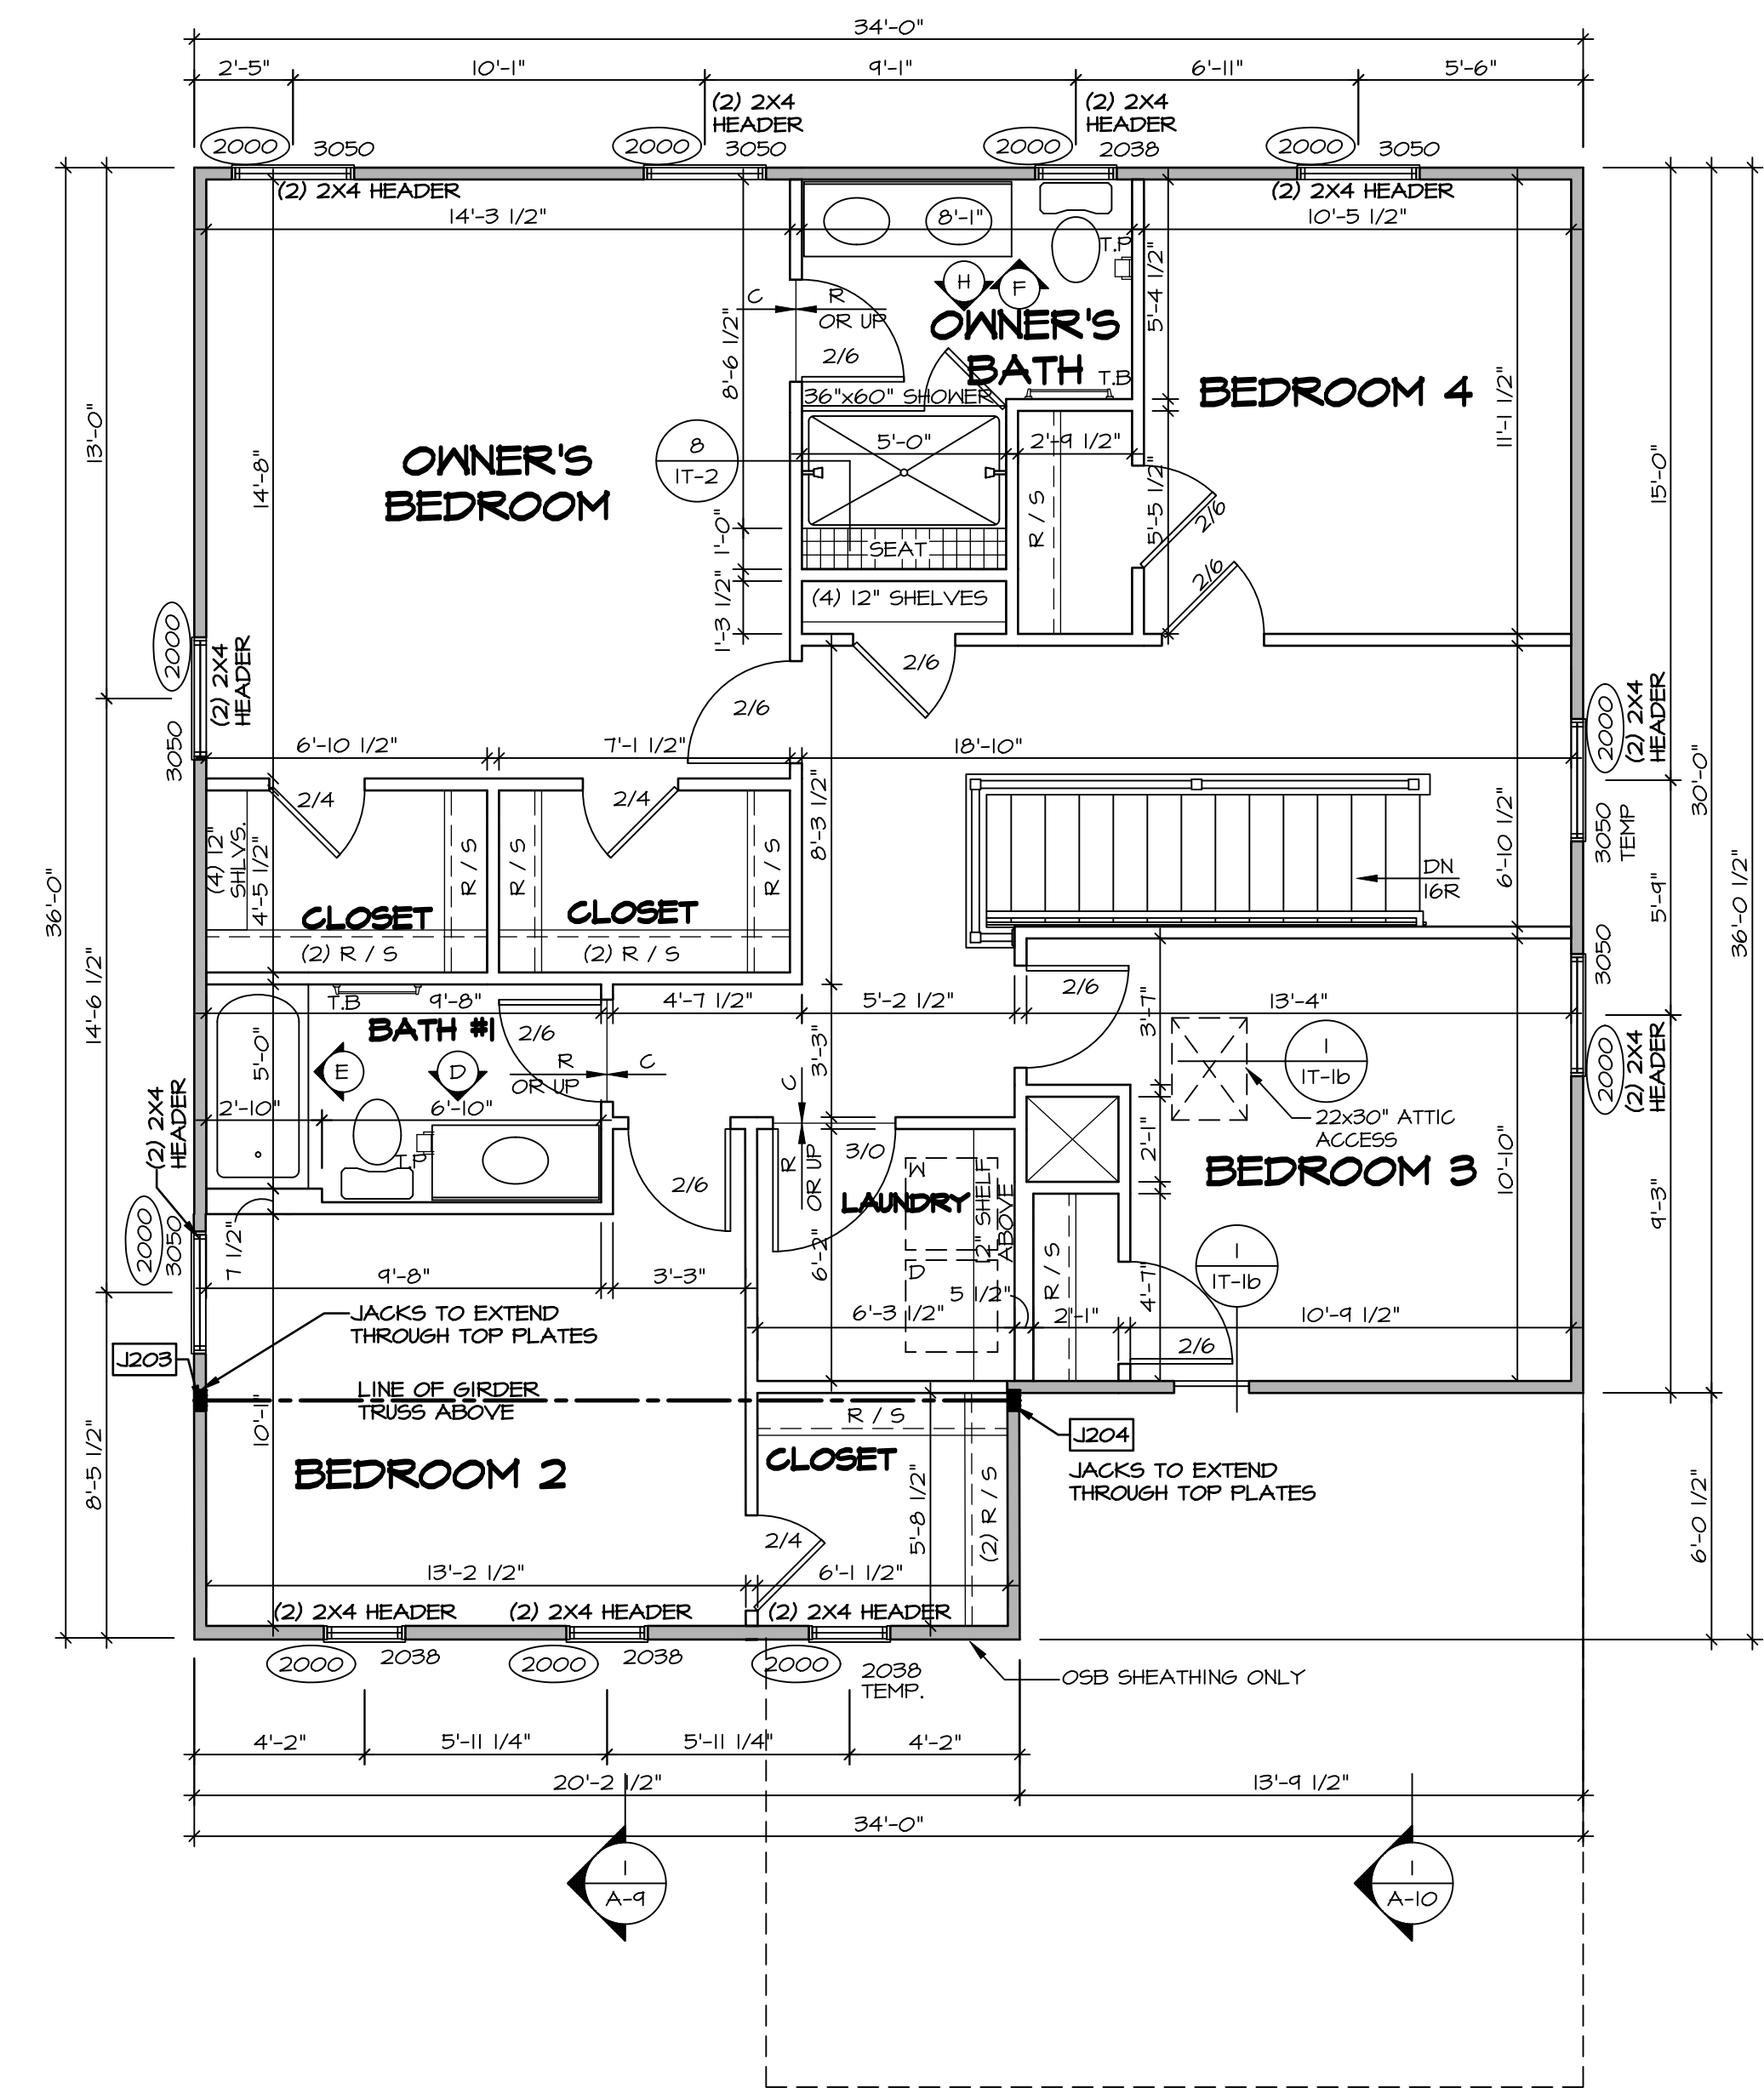 34'-0"
2'-5"
10'-1"
9'-1"
6'-11"
5'-6"
(2) 2X4
HEADER
(2) 2X4
HEADER
2000
3050
2000
3050
2000
2038
2000
3050
(2) 2X4 HEADER
(2) 2X4 HEADER
14'-3 1/2"
8'-1"
10'-5 1/2"
T.P
H
F
C
R
OR UP
2/6
OWNER'S
BATH
T.B
5'-4 1/2"
8'-6 1/2"
36"x60" SHOWER
BEDROOM 4
11'-1 1/2"
13'-0"
14'-8"
OWNER'S
BEDROOM
8
1T-2
5'-0"
2'-9 1/2"
R / S
5'-5 1/2"
2/6
15'-0"
1'-0"
SEAT
2/6
1'-3 1/2"
(4) 12" SHELVES
2000
(2) 2X4
HEADER
3050
2/6
2/6
2000
(2) 2X4
HEADER
6'-10 1/2"
7'-1 1/2"
18'-10"
30'-0"
2/4
2/4
8'-3 1/2"
6'-10 1/2"
3050
TEMP
(4) 12"
SHLVS.
4'-5 1/2"
R / S
R / S
R / S
DN
16R
36'-0"
36'-0 1/2"
5'-9"
CLOSET
CLOSET
(2) R / S
(2) R / S
3050
14'-6 1/2"
T.B
9'-8"
4'-7 1/2"
5'-2 1/2"
2/6
13'-4"
BATH #1
2/6
3'-3"
3'-7"
5'-0"
E
D
R
OR UP
C
C
1
1T-1b
2000
(2) 2X4
HEADER
2'-10"
6'-10"
22x30" ATTIC
ACCESS
(2) 2X4
HEADER
T.P
R
OR UP
3/0
2'-1"
10'-10"
BEDROOM 3
2/6
W
LAUNDRY
12" SHELF
ABOVE
9'-3"
2000
3050
7 1/2"
6'-2"
R / S
1
1T-1b
9'-8"
3'-3"
D
5 1/2"
4'-7"
JACKS TO EXTEND
THROUGH TOP PLATES
6'-3 1/2"
2'-1"
10'-9 1/2"
2/6
J203
LINE OF GIRDER
TRUSS ABOVE
10'-1"
R / S
CLOSET
J204
BEDROOM 2
JACKS TO EXTEND
THROUGH TOP PLATES
8'-5 1/2"
5'-8 1/2"
(2) R / S
6'-0 1/2"
2/4
13'-2 1/2"
6'-1 1/2"
(2) 2X4 HEADER
(2) 2X4 HEADER
(2) 2X4 HEADER
2000
2038
2000
2038
2000
2038
TEMP.
OSB SHEATHING ONLY
4'-2"
5'-11 1/4"
5'-11 1/4"
4'-2"
20'-2 1/2"
13'-9 1/2"
34'-0"
1
A-9
1
A-10